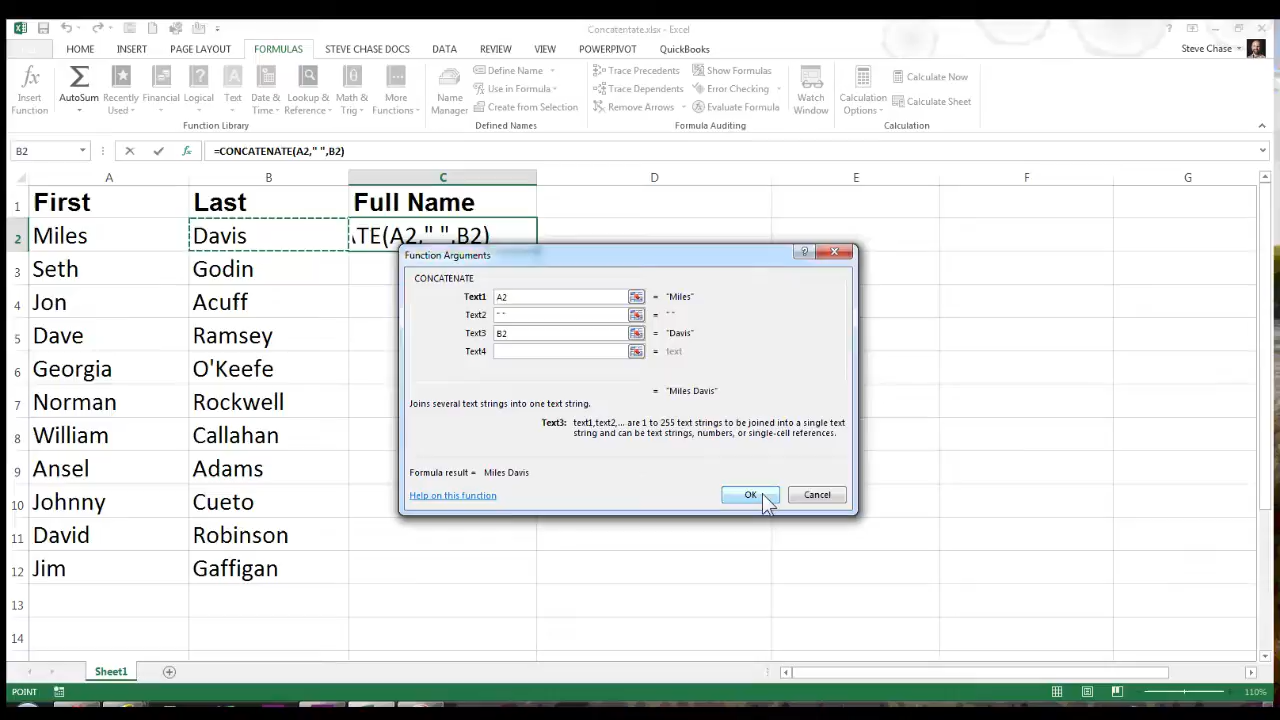 Concatentate.xlsx - Excel
HOME INSERT PAGE LAYOUT FORMULAS STEVE CHASE DOCS DATA REVIEW VIEW POWERPIVOT QuickBooks Steve Chase
Insert Function
AutoSum
Recently Used
Financial
Logical
Text
Date & Time
Lookup & Reference
Math & Trig
More Functions
Function Library
Name Manager
Define Name
Use in Formula
Create from Selection
Defined Names
Trace Precedents
Trace Dependents
Remove Arrows
Show Formulas
Error Checking
Evaluate Formula
Formula Auditing
Watch Window
Calculation Options
Calculate Now
Calculate Sheet
Calculation
B2 fx =CONCATENATE(A2," ",B2)
A B C D E F G
1 First Last Full Name
2 Miles Davis ATE(A2," ",B2)
3 Seth Godin
4 Jon Acuff
5 Dave Ramsey
6 Georgia O'Keefe
7 Norman Rockwell
8 William Callahan
9 Ansel Adams
10 Johnny Cueto
11 David Robinson
12 Jim Gaffigan
13
14
Function Arguments
CONCATENATE
Text1 A2 = "Miles"
Text2 " " = " "
Text3 B2 = "Davis"
Text4 = text
= "Miles Davis"
Joins several text strings into one text string.
Text3: text1,text2,... are 1 to 255 text strings to be joined into a single text
string and can be text strings, numbers, or single-cell references.
Formula result = Miles Davis
Help on this function OK Cancel
Sheet1
POINT 110%